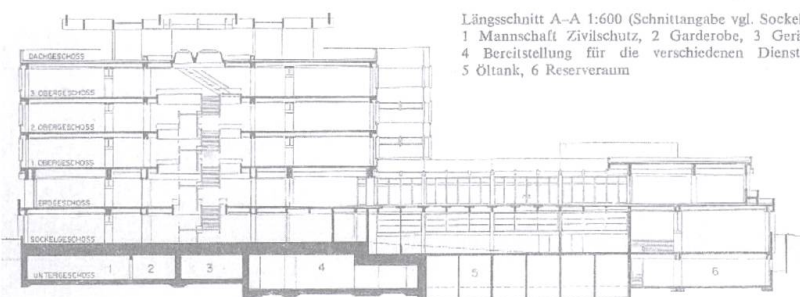 Längsschnitt A–A 1:600 (Schnittangabe vgl. Sockel
1 Mannschaft Zivilschutz, 2 Garderobe, 3 Gerä
4 Bereitstellung für die verschiedenen Dienst
5 Öltank, 6 Reserveraum
DACHGESCHOSS
3. OBERGESCHOSS
2. OBERGESCHOSS
1. OBERGESCHOSS
ERDGESCHOSS
SOCKELGESCHOSS
UNTERGESCHOSS 1 2 3 4 5 6